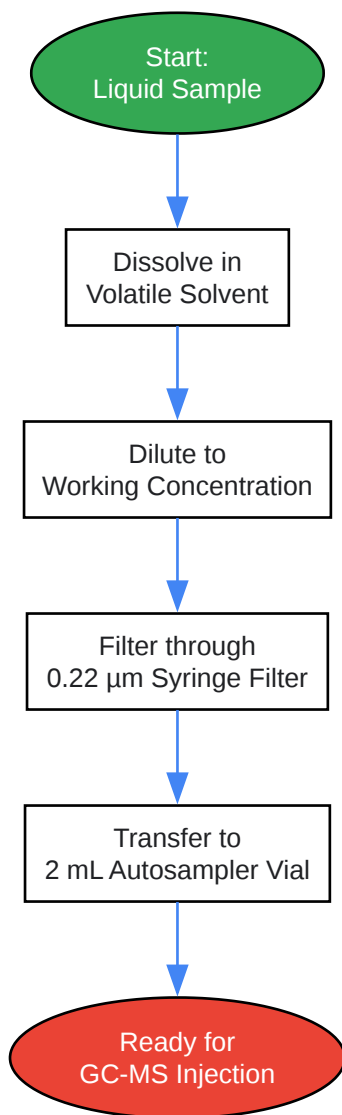 Start:
Liquid Sample
Dissolve in
Volatile Solvent
Dilute to
Working Concentration
Filter through
0.22 µm Syringe Filter
Transfer to
2 mL Autosampler Vial
Ready for
GC-MS Injection